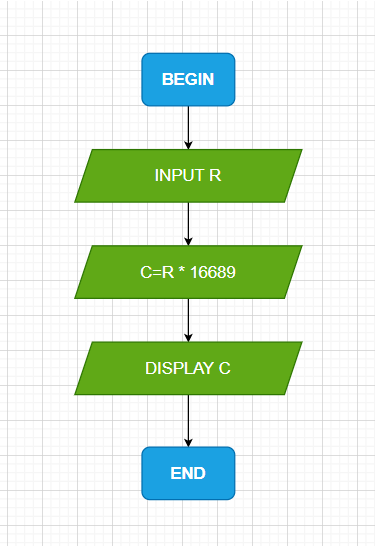 BEGIN
INPUT R
C=R * 16689
DISPLAY C
END